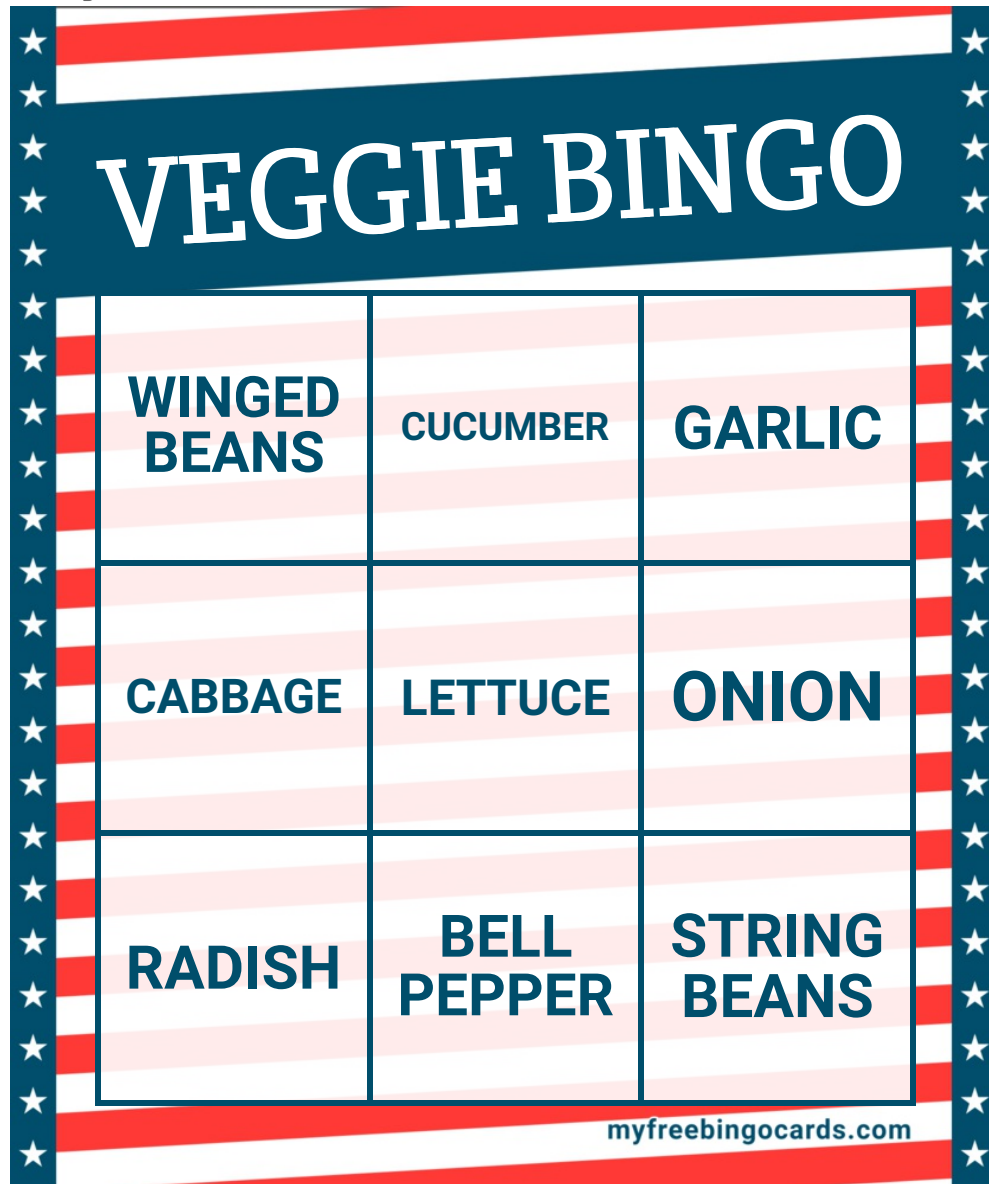 VEGGIE BINGO
WINGED
BEANS
CUCUMBER
GARLIC
CABBAGE
LETTUCE
ONION
RADISH
BELL
PEPPER
STRING
BEANS
myfreebingocards.com